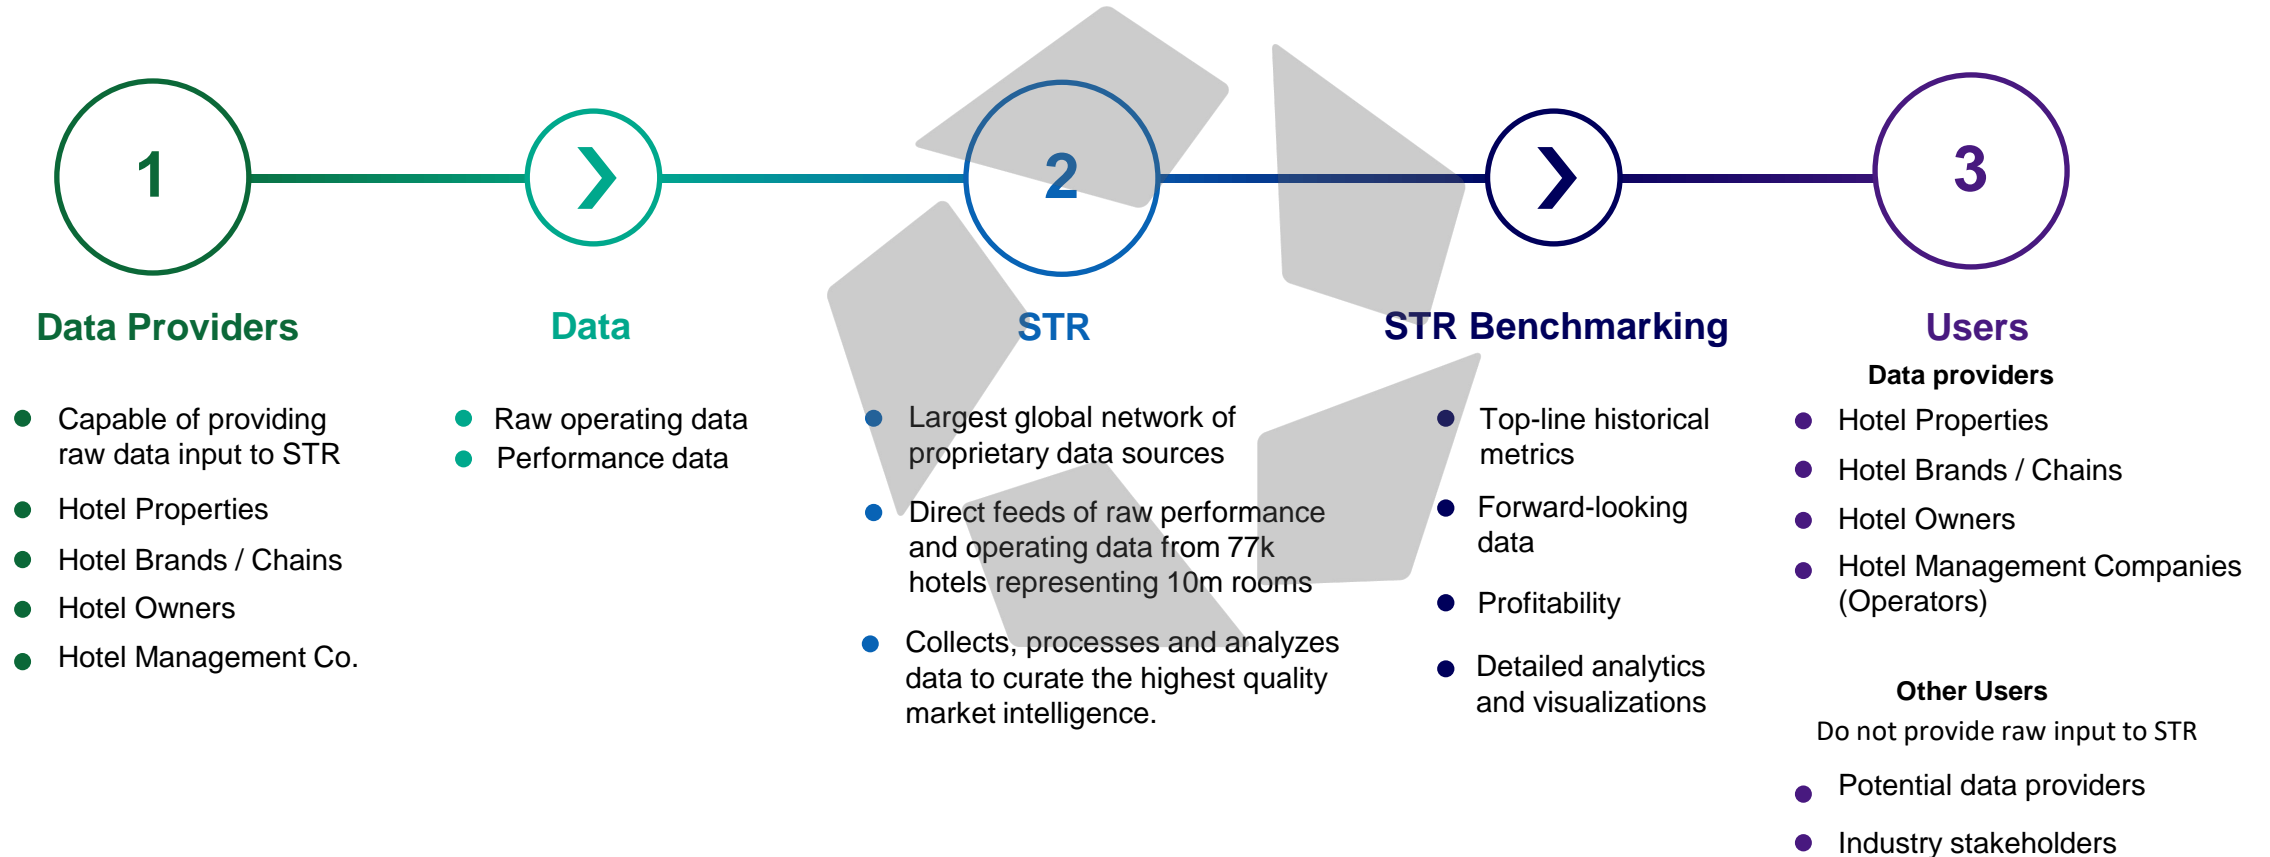 1
2
3
Data Providers
Capable of providing
raw data input to STR
Hotel Properties
Hotel Brands / Chains
Hotel Owners
Hotel Management Co.
Data
Raw operating data
Performance data
STR
Largest global network of
proprietary data sources
Direct feeds of raw performance
and operating data from 77k
hotels representing 10m rooms
Collects, processes and analyzes
data to curate the highest quality
market intelligence.
STR Benchmarking
Top-line historical
metrics
Forward-looking
data
Profitability
Detailed analytics
and visualizations
Users
Data providers
Hotel Properties
Hotel Brands / Chains
Hotel Owners
Hotel Management Companies
(Operators)
Other Users
Do not provide raw input to STR
Potential data providers
Industry stakeholders